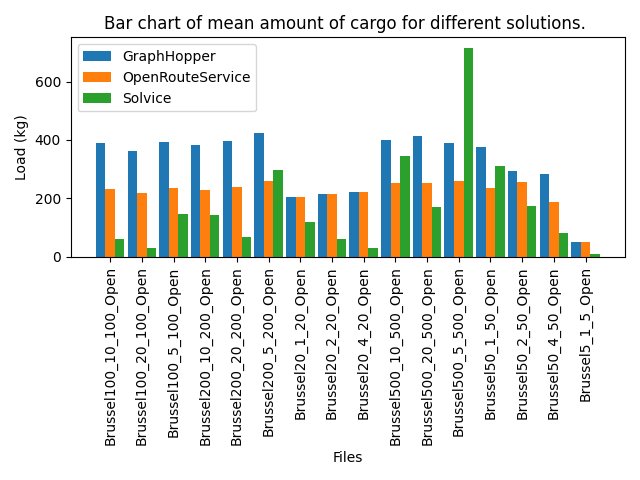 Bar chart of mean amount of cargo for different solutions.
GraphHopper
OpenRouteService
Solvice
Load (kg)
600
400
200
0
Brussel100_10_100_Open
Brussel100_20_100_Open
Brussel100_5_100_Open
Brussel200_10_200_Open
Brussel200_20_200_Open
Brussel200_5_200_Open
Brussel20_1_20_Open
Brussel20_2_20_Open
Brussel20_4_20_Open
Brussel500_10_500_Open
Brussel500_20_500_Open
Brussel500_5_500_Open
Brussel50_1_50_Open
Brussel50_2_50_Open
Brussel50_4_50_Open
Brussel5_1_5_Open
Files